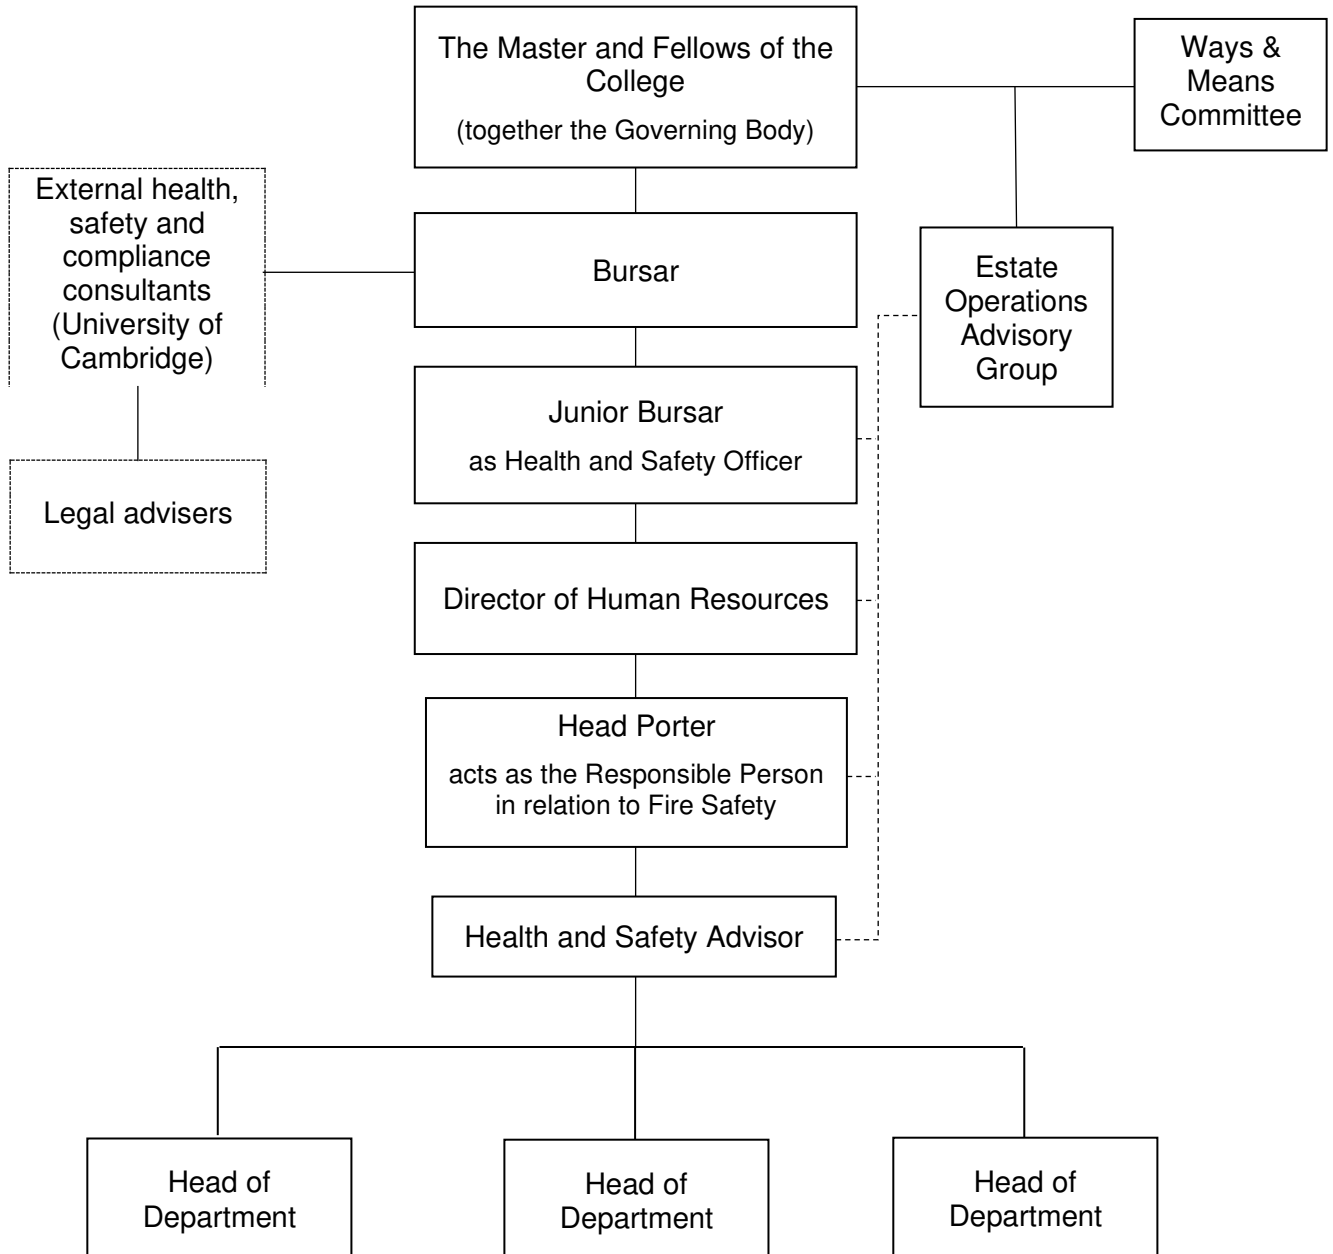 The Master and Fellows of the
College
(together the Governing Body)
Ways &
Means
Committee
External health,
safety and
compliance
consultants
(University of
Cambridge)
Bursar
Estate
Operations
Advisory
Group
Junior Bursar
as Health and Safety Officer
Legal advisers
Director of Human Resources
Head Porter
acts as the Responsible Person
in relation to Fire Safety
Health and Safety Advisor
Head of
Department
Head of
Department
Head of
Department